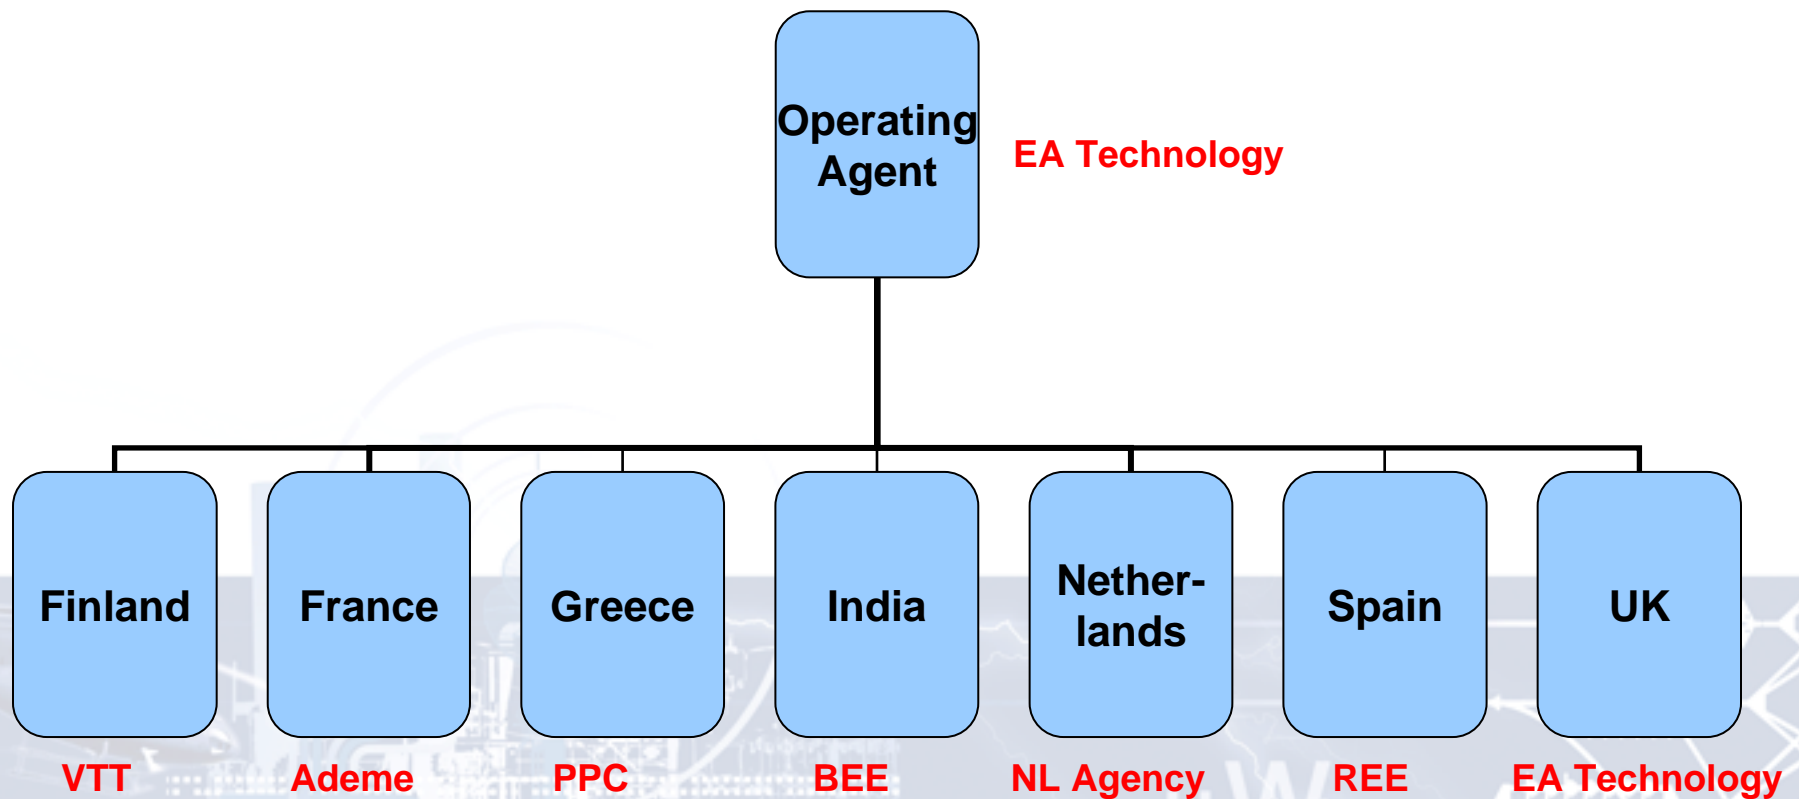 Operating
Agent
EA Technology
Finland
France
Greece
India
Nether-
lands
Spain
UK
VTT
Ademe
PPC
BEE
NL Agency
REE
EA Technology